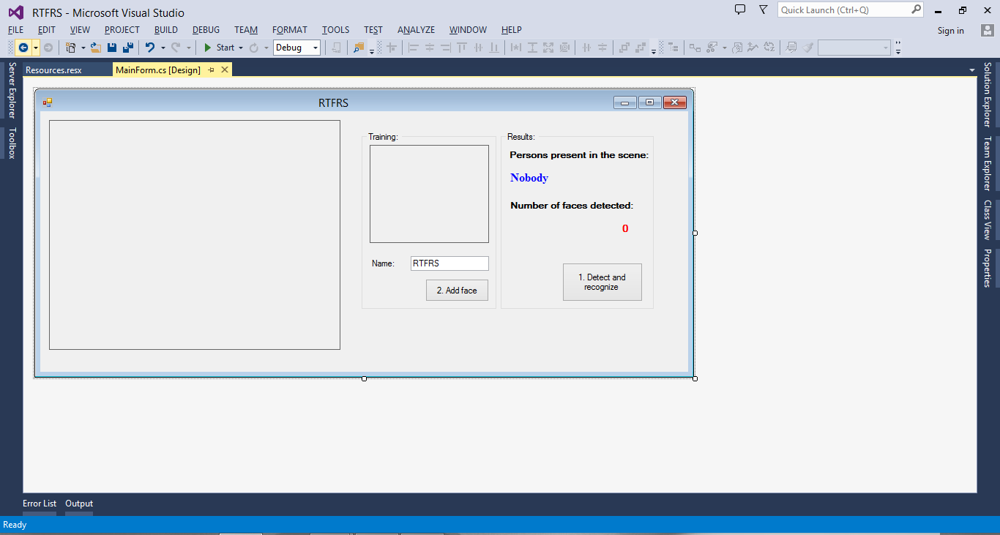 RTFRS - Microsoft Visual Studio
Quick Launch (Ctrl+Q)
FILE EDIT VIEW PROJECT BUILD DEBUG TEAM FORMAT TOOLS TEST ANALYZE WINDOW HELP
Sign in
Start
Debug
Server Explorer
Toolbox
Resources.resx
MainForm.cs [Design]
RTFRS
Training:
Name:
RTFRS
2. Add face
Results:
Persons present in the scene:
Nobody
Number of faces detected:
0
1. Detect and
recognize
Solution Explorer
Team Explorer
Class View
Properties
Error List
Output
Ready